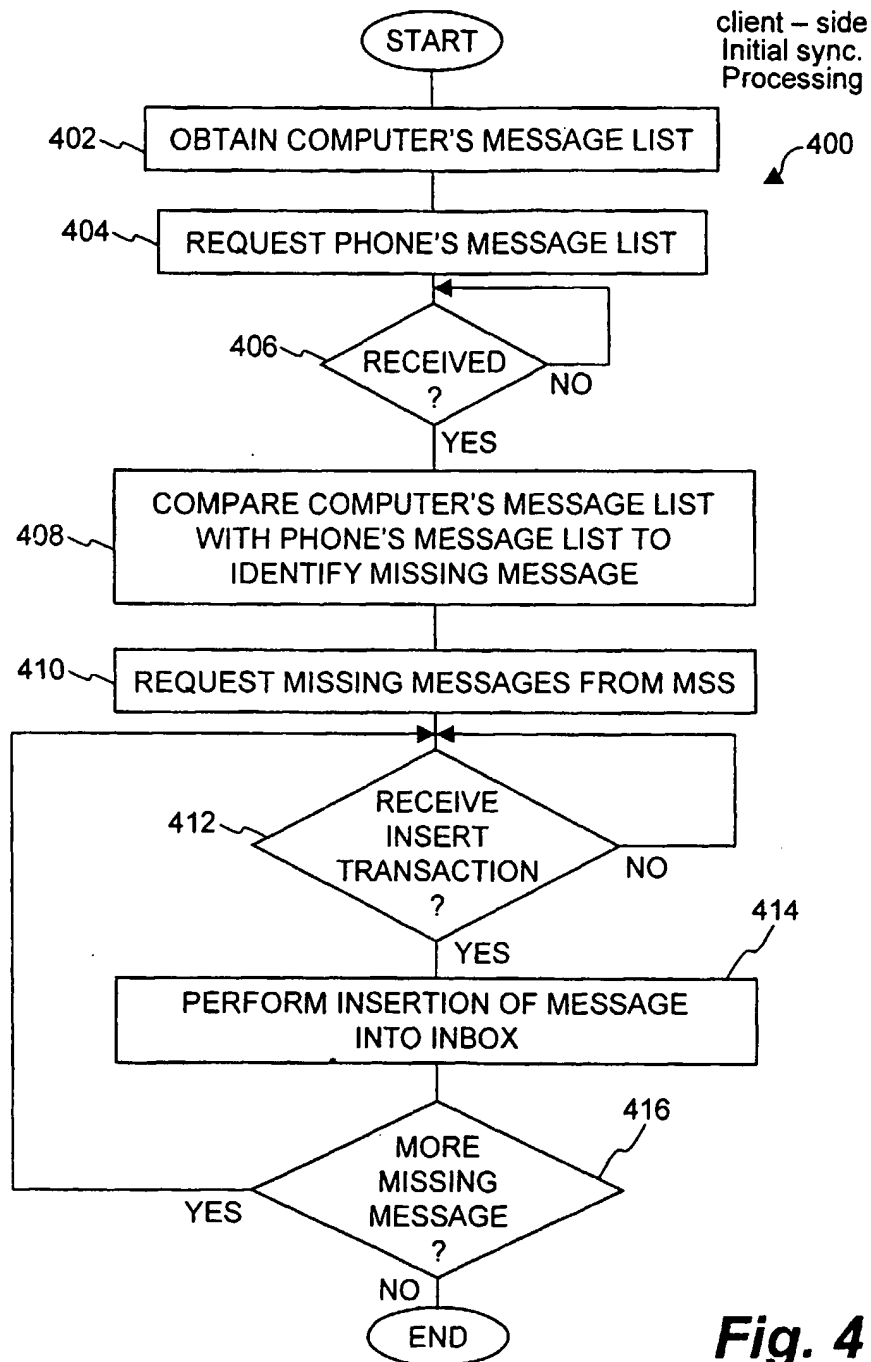 START
client – side
Initial sync.
Processing
400
402
OBTAIN COMPUTER'S MESSAGE LIST
404
REQUEST PHONE'S MESSAGE LIST
406
RECEIVED
?
NO
YES
408
COMPARE COMPUTER'S MESSAGE LIST
WITH PHONE'S MESSAGE LIST TO
IDENTIFY MISSING MESSAGE
410
REQUEST MISSING MESSAGES FROM MSS
412
RECEIVE
INSERT
TRANSACTION
?
NO
YES
414
PERFORM INSERTION OF MESSAGE
INTO INBOX
416
MORE
MISSING
MESSAGE
?
YES
NO
END
Fig. 4